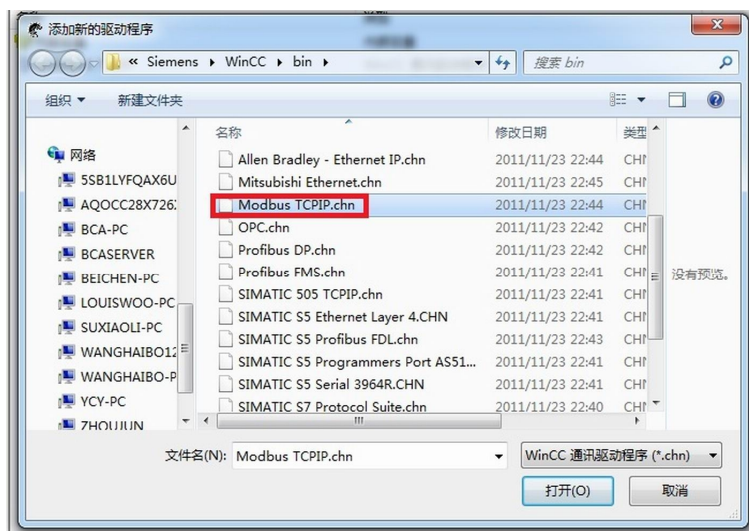 添加新的驱动程序
« Siemens ▸ WinCC ▸ bin ▸
搜索 bin
组织 ▼ 新建文件夹
名称 修改日期 类型
网络
5SB1LYFQAX6U
AQOCC28X726
BCA-PC
BCASERVER
BEICHEN-PC
LOUISWOO-PC
SUXIAOLI-PC
WANGHAIBO12
WANGHAIBO-P
YCY-PC
ZHOUJUN
Allen Bradley - Ethernet IP.chn 2011/11/23 22:44 CHN
Mitsubishi Ethernet.chn 2011/11/23 22:45 CHN
Modbus TCPIP.chn 2011/11/23 22:44 CHN
OPC.chn 2011/11/23 22:42 CHN
Profibus DP.chn 2011/11/23 22:42 CHN
Profibus FMS.chn 2011/11/23 22:41 CHN
SIMATIC 505 TCPIP.chn 2011/11/23 22:41 CHN
SIMATIC S5 Ethernet Layer 4.CHN 2011/11/23 22:41 CHN
SIMATIC S5 Profibus FDL.chn 2011/11/23 22:43 CHN
SIMATIC S5 Programmers Port AS51... 2011/11/23 22:41 CHN
SIMATIC S5 Serial 3964R.CHN 2011/11/23 22:41 CHN
SIMATIC S7 Protocol Suite.chn 2011/11/23 22:40 CHN
没有预览。
文件名(N): Modbus TCPIP.chn
WinCC 通讯驱动程序 (*.chn)
打开(O) 取消